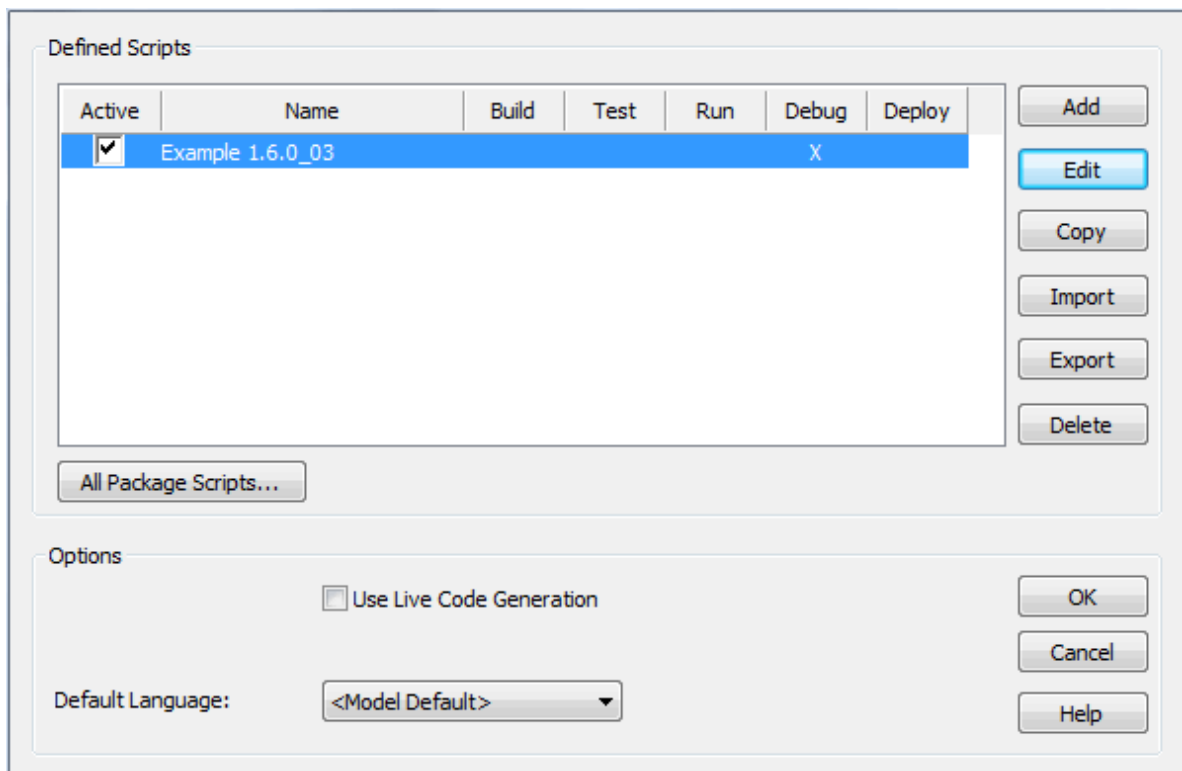 Defined Scripts
Active Name Build Test Run Debug Deploy
Example 1.6.0_03 X
Add
Edit
Copy
Import
Export
Delete
All Package Scripts...
Options
Use Live Code Generation
Default Language: <Model Default>
OK
Cancel
Help